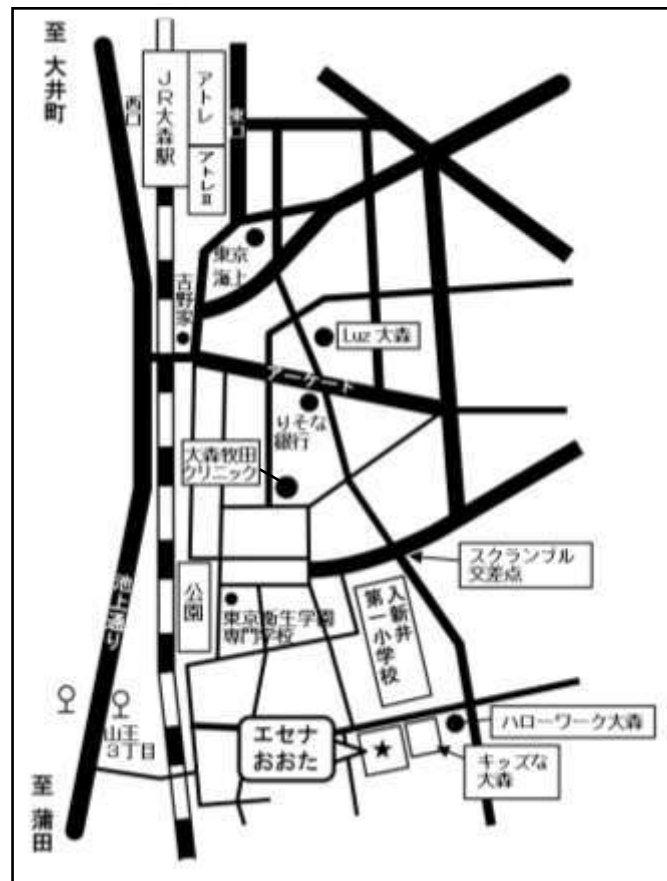 至 大井町
西口
JR大森駅
アトレ
アトレⅡ
東口
東京
海上
吉野家
Luz 大森
アーケード
りそな
銀行
大森牧田
クリニック
スクランブル
交差点
公園
池上通り
東京衛生学園
専門学校
入新井
第一小学校
山王
3丁目
エセナ
おおた
★
ハローワーク大森
キッズな
大森
至 蒲田